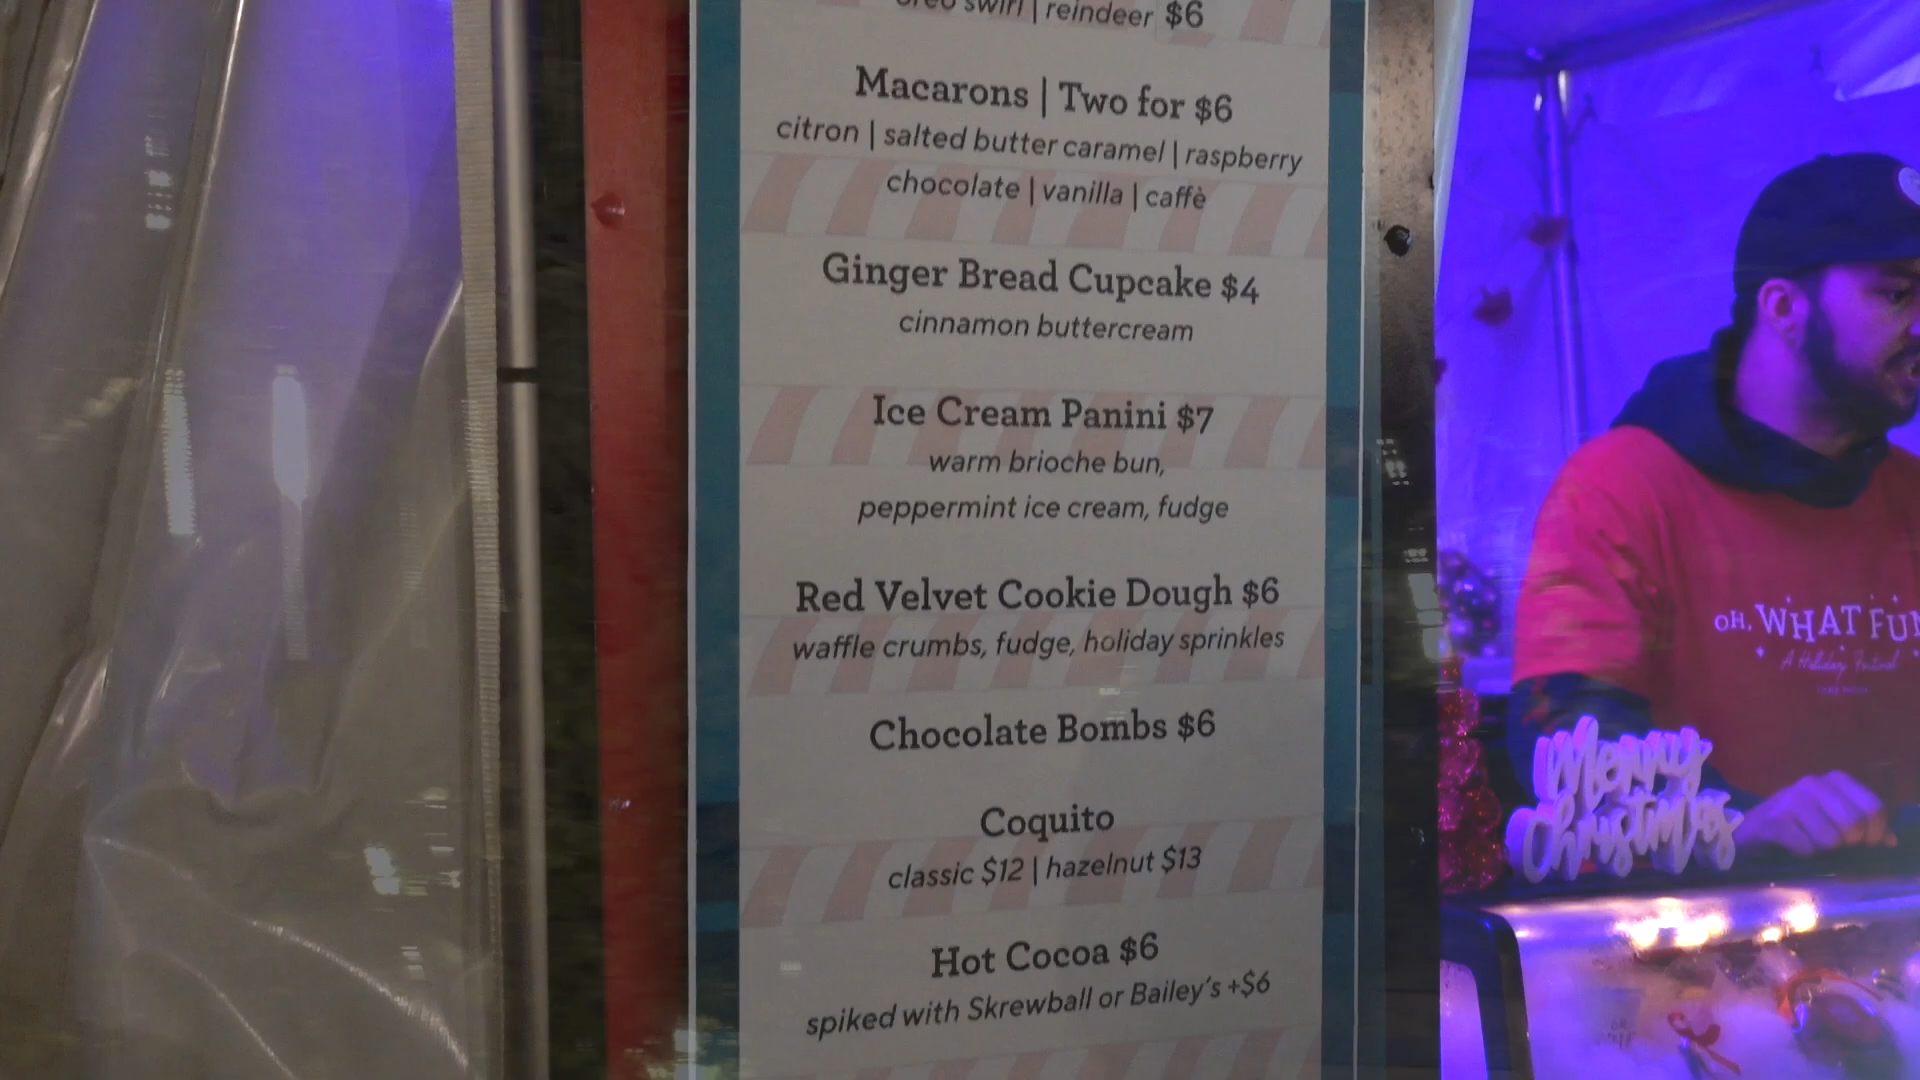 swirl | reindeer $6
Macarons | Two for $6
citron | salted butter caramel | raspberry
chocolate | vanilla | caffè
Ginger Bread Cupcake $4
cinnamon buttercream
Ice Cream Panini $7
warm brioche bun,
peppermint ice cream, fudge
Red Velvet Cookie Dough $6
waffle crumbs, fudge, holiday sprinkles
Chocolate Bombs $6
Coquito
classic $12 | hazelnut $13
Hot Cocoa $6
spiked with Skrewball or Bailey's +$6
OH, WHAT FUN
A Holiday Festival
Merry
Christmas